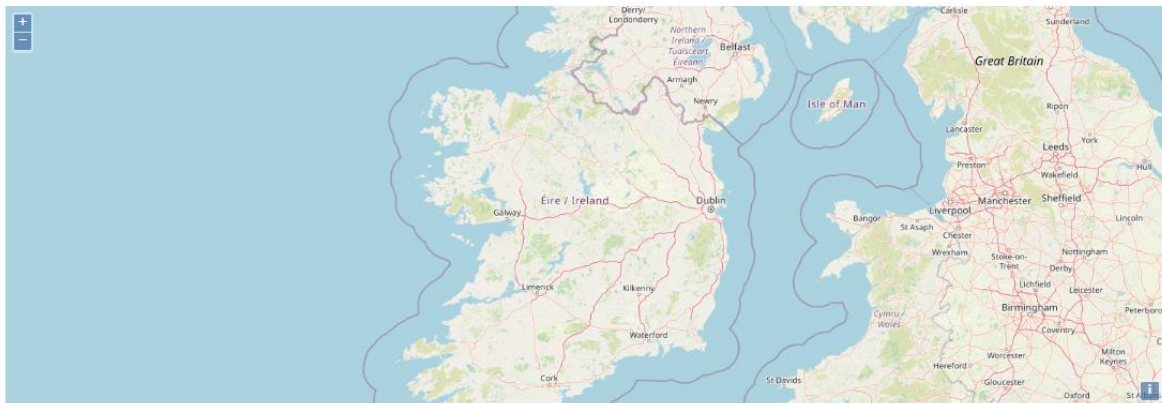 +
−
Derry/
Londonderry
Northern
Ireland /
Tuaisceart
Éireann
Belfast
Armagh
Newry
Isle of Man
Carlisle
Sunderland
Great Britain
Ripon
Lancaster
York
Leeds
Preston
Wakefield
Hull
Manchester
Sheffield
Liverpool
Éire / Ireland
Dublin
Galway
Bangor
St Asaph
Chester
Wrexham
Lincoln
Stoke-on-
Trent
Nottingham
Derby
Lichfield
Leicester
Limerick
Kilkenny
Birmingham
Peterboro
Cymru /
Wales
Coventry
Waterford
Worcester
Milton
Keynes
Hereford
Cork
St Davids
Gloucester
Oxford
i